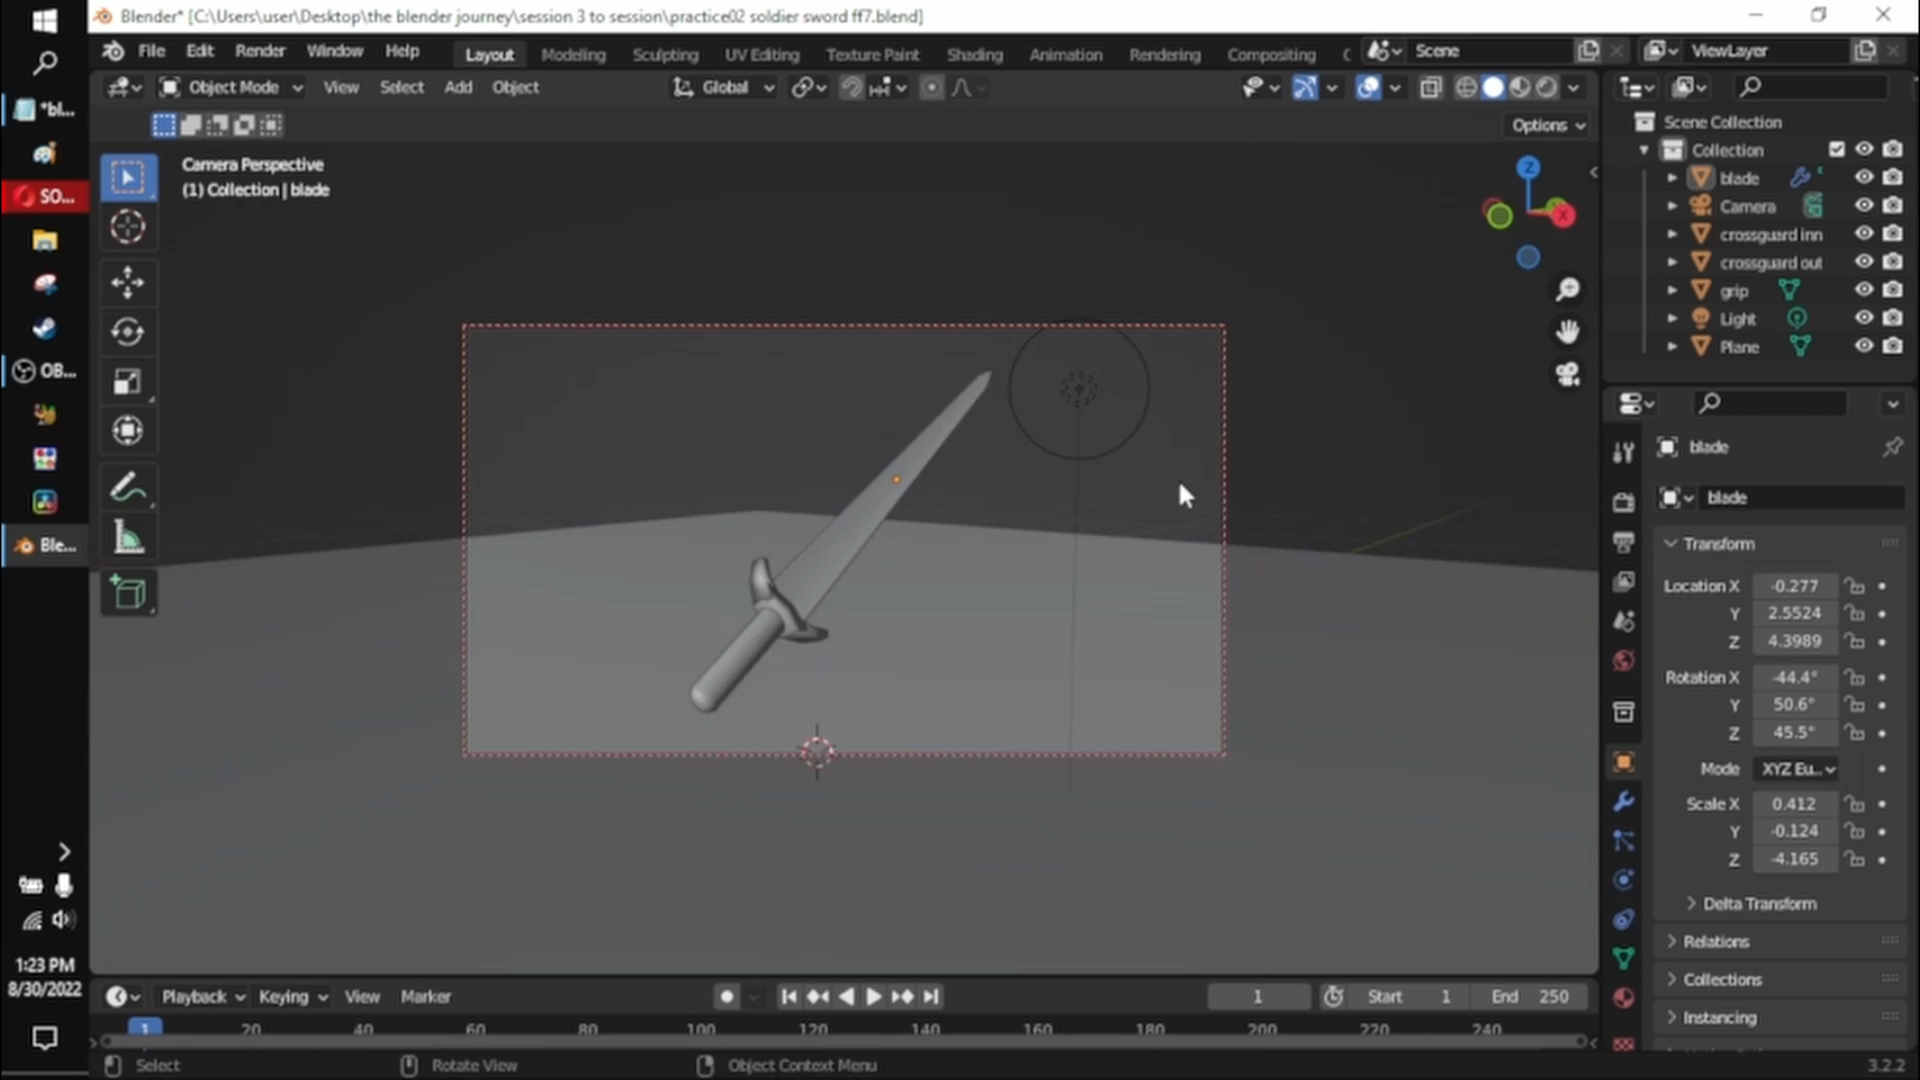 Blender* [C:\Users\user\Desktop\the blender journey\session 3 to session\practice02 soldier sword ff7.blend]
File Edit Render Window Help Layout Modeling Sculpting UV Editing Texture Paint Shading Animation Rendering Compositing Scene ViewLayer
Object Mode View Select Add Object Global
Options
Camera Perspective
(1) Collection | blade
Z
X
*bl...
SO...
OB...
Ble...
1:23 PM
8/30/2022
Scene Collection
Collection
blade
Camera
crossguard inn
crossguard out
grip
Light
Plane
blade
blade
Transform
Location X -0.277
Y 2.5524
Z 4.3989
Rotation X -44.4°
Y 50.6°
Z 45.5°
Mode XYZ Eu..
Scale X 0.412
Y -0.124
Z -4.165
Delta Transform
Relations
Collections
Instancing
Playback Keying View Marker 1 Start 1 End 250
1 20 40 60 80 100 120 140 160 180 200 220 240
Select Rotate View Object Context Menu 3.2.2